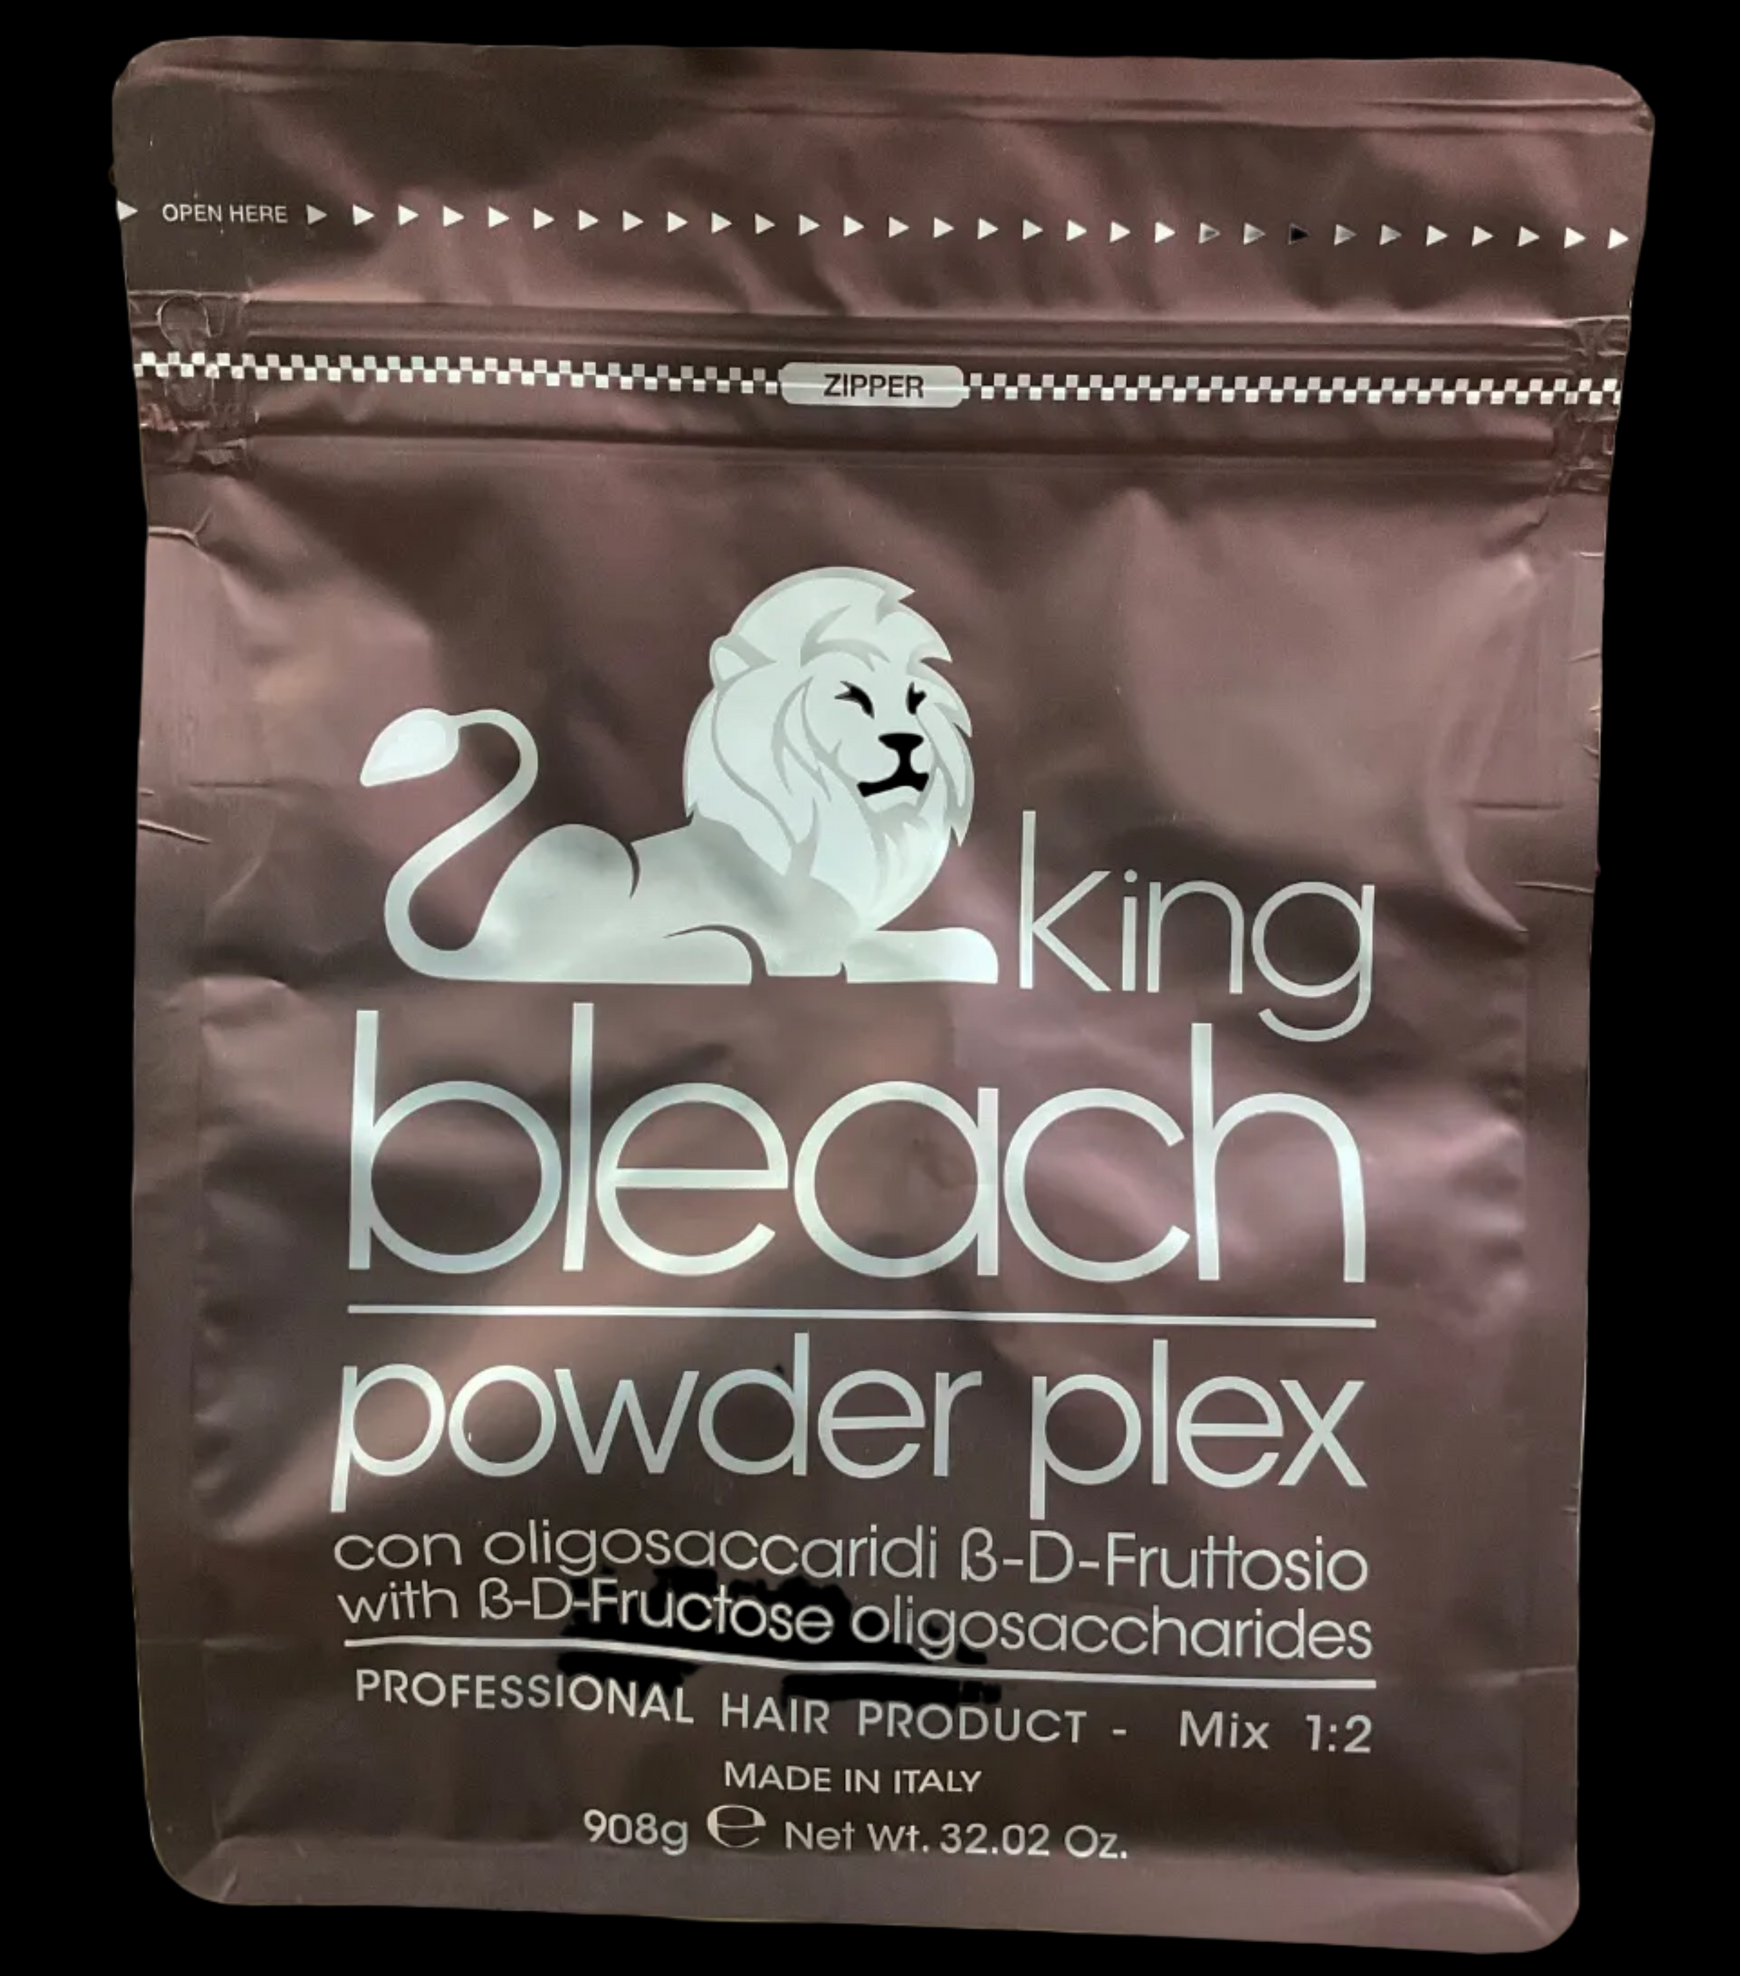 OPEN HERE
ZIPPER
king
bleach
powder plex
con oligosaccaridi ß-D-Fruttosio
with ß-D-Fructose oligosaccharides
PROFESSIONAL HAIR PRODUCT - Mix 1:2
MADE IN ITALY
908g ℮ Net Wt. 32.02 Oz.